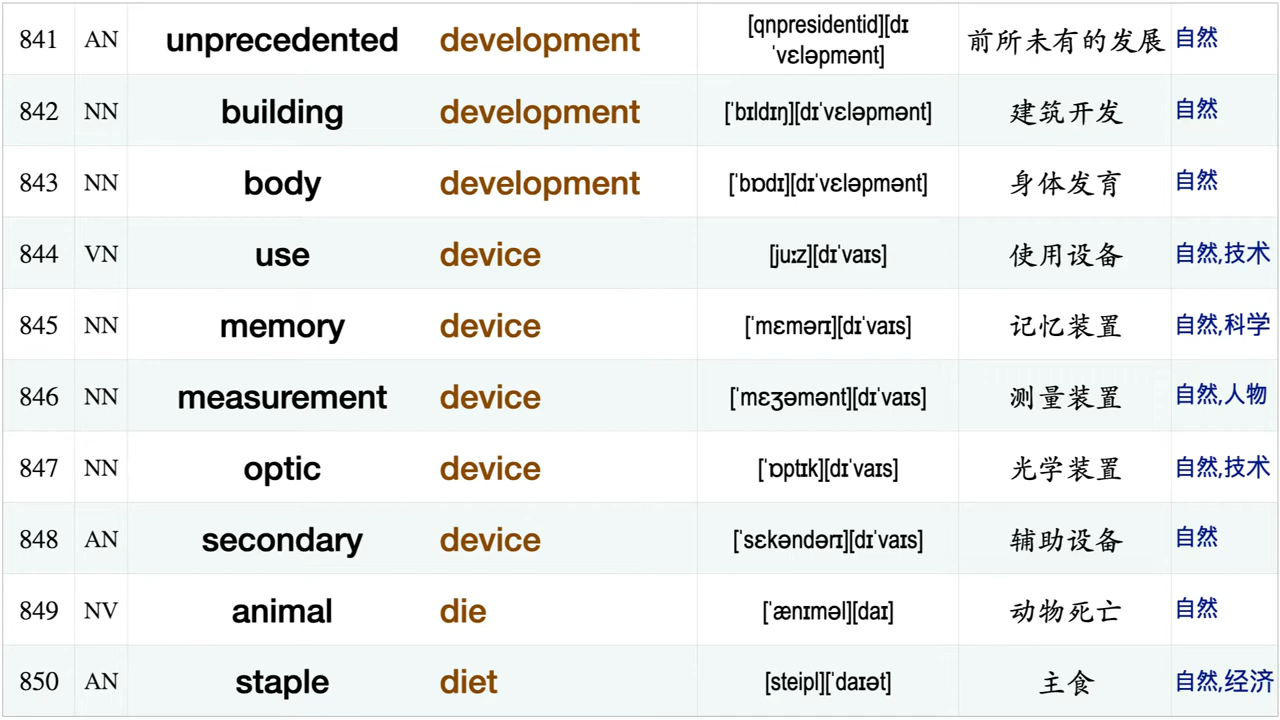 841 AN unprecedented development [qnpresidentid][dɪ 前所未有的发展 自然
ˈvɛləpmənt]
842 NN building development [ˈbɪldɪŋ][dɪˈvɛləpmənt] 建筑开发 自然
843 NN body development [ˈbɒdɪ][dɪˈvɛləpmənt] 身体发育 自然
844 VN use device [juːz][dɪˈvaɪs] 使用设备 自然,技术
845 NN memory device [ˈmɛmərɪ][dɪˈvaɪs] 记忆装置 自然,科学
846 NN measurement device [ˈmɛʒəmənt][dɪˈvaɪs] 测量装置 自然,人物
847 NN optic device [ˈɒptɪk][dɪˈvaɪs] 光学装置 自然,技术
848 AN secondary device [ˈsɛkəndərɪ][dɪˈvaɪs] 辅助设备 自然
849 NV animal die [ˈænɪməl][daɪ] 动物死亡 自然
850 AN staple diet [steipl][ˈdaɪət] 主食 自然,经济